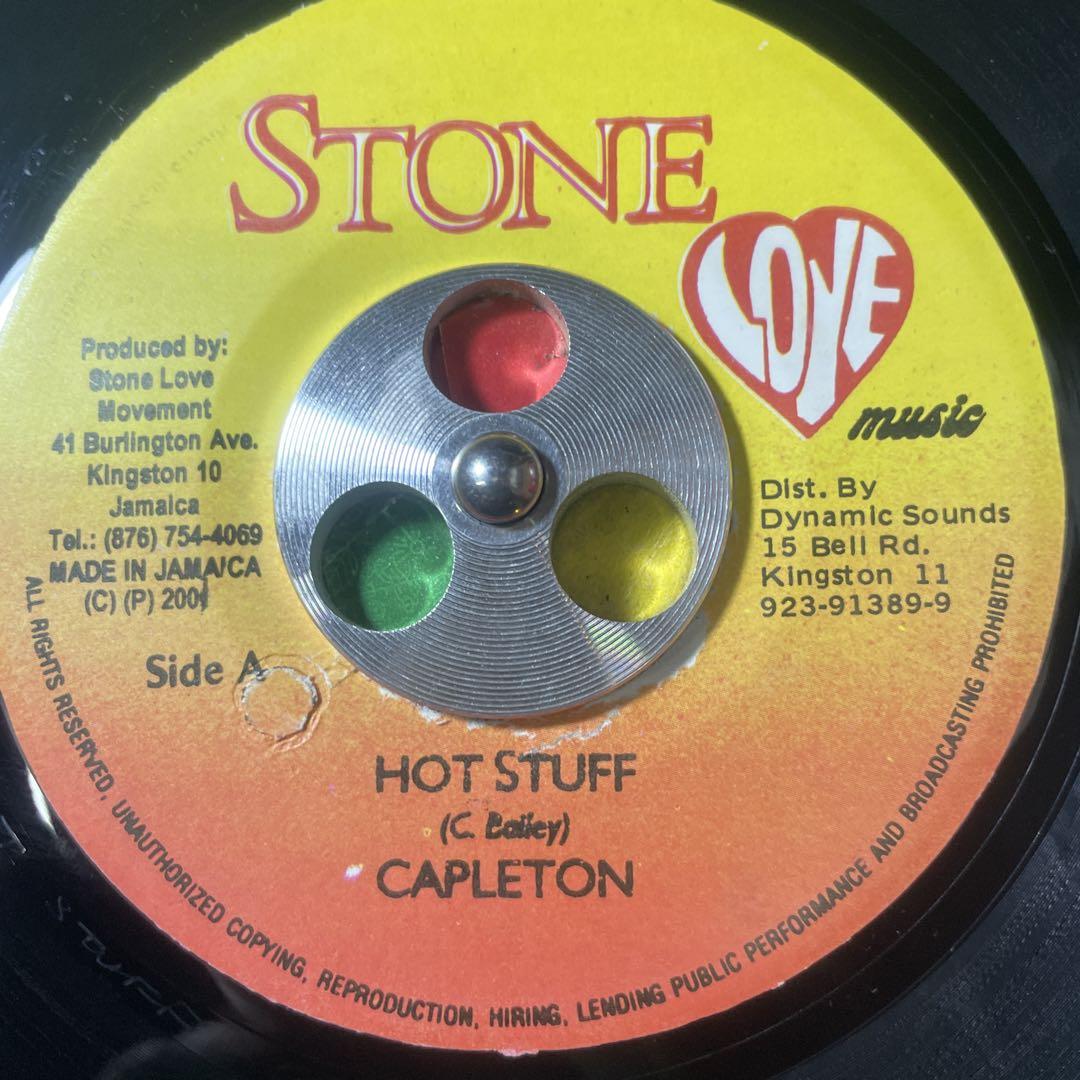 STONE
LOVE
music
Produced by:
Stone Love
Movement
41 Burlington Ave.
Kingston 10
Jamaica
Tel.: (876) 754-4069
MADE IN JAMAICA
(C) (P) 2001
Side A
Dist. By
Dynamic Sounds
15 Bell Rd.
Kingston 11
923-91389-9
HOT STUFF
(C. Bailey)
CAPLETON
ALL RIGHTS RESERVED, UNAUTHORIZED COPYING, REPRODUCTION, HIRING, LENDING PUBLIC PERFORMANCE AND BROADCASTING PROHIBITED